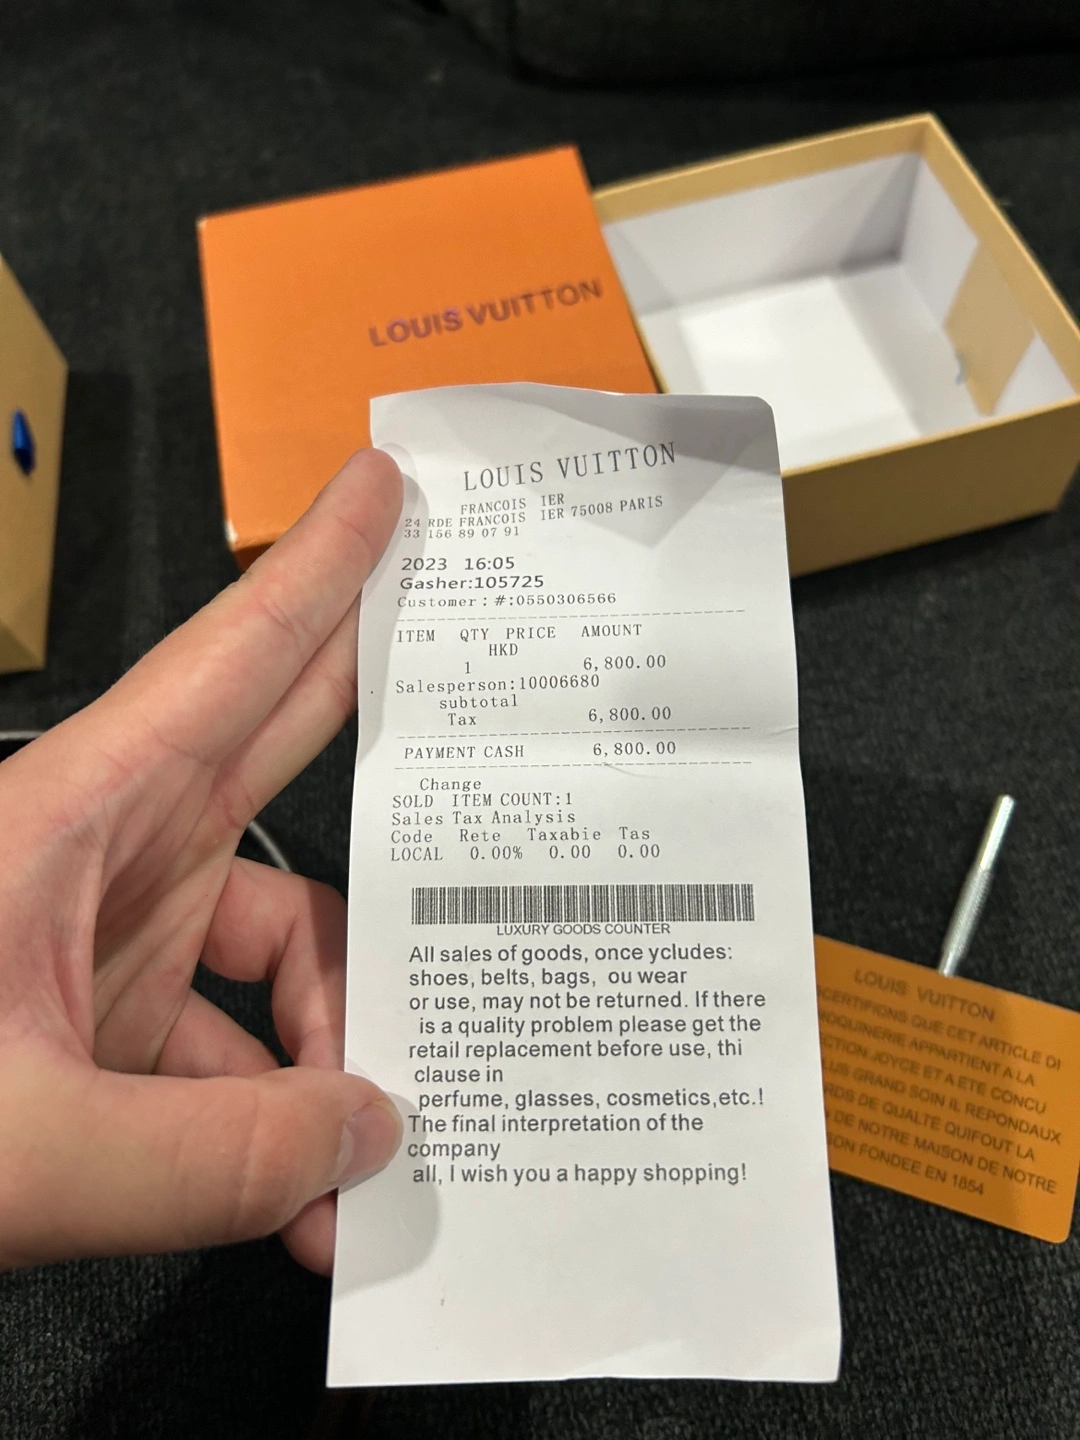 LOUIS VUITTON
LOUIS VUITTON
FRANCOIS IER
24 RDE FRANCOIS IER 75008 PARIS
33 156 89 07 91
2023 16:05
Gasher:105725
Customer:#:0550306566
ITEM QTY PRICE AMOUNT
HKD
1 6,800.00
Salesperson:10006680
subtotal
Tax 6,800.00
PAYMENT CASH 6,800.00
Change
SOLD ITEM COUNT:1
Sales Tax Analysis
Code Rete Taxabie Tas
LOCAL 0.00% 0.00 0.00
LUXURY GOODS COUNTER
All sales of goods, once ycludes:
shoes, belts, bags, ou wear
or use, may not be returned. If there
is a quality problem please get the
retail replacement before use, thi
clause in
perfume, glasses, cosmetics,etc.!
The final interpretation of the
company
all, I wish you a happy shopping!
LOUIS VUITTON
CERTIFIONS QUE CET ARTICLE DI
OQUINERIE APPARTIENT A LA
CTION JOYCE ET A ETE CONCU
LUS GRAND SOIN IL REPONDAUX
RDS DE QUALTE QUIFOUT LA
DE NOTRE MAISON DE NOTRE
SON FONDEE EN 1854